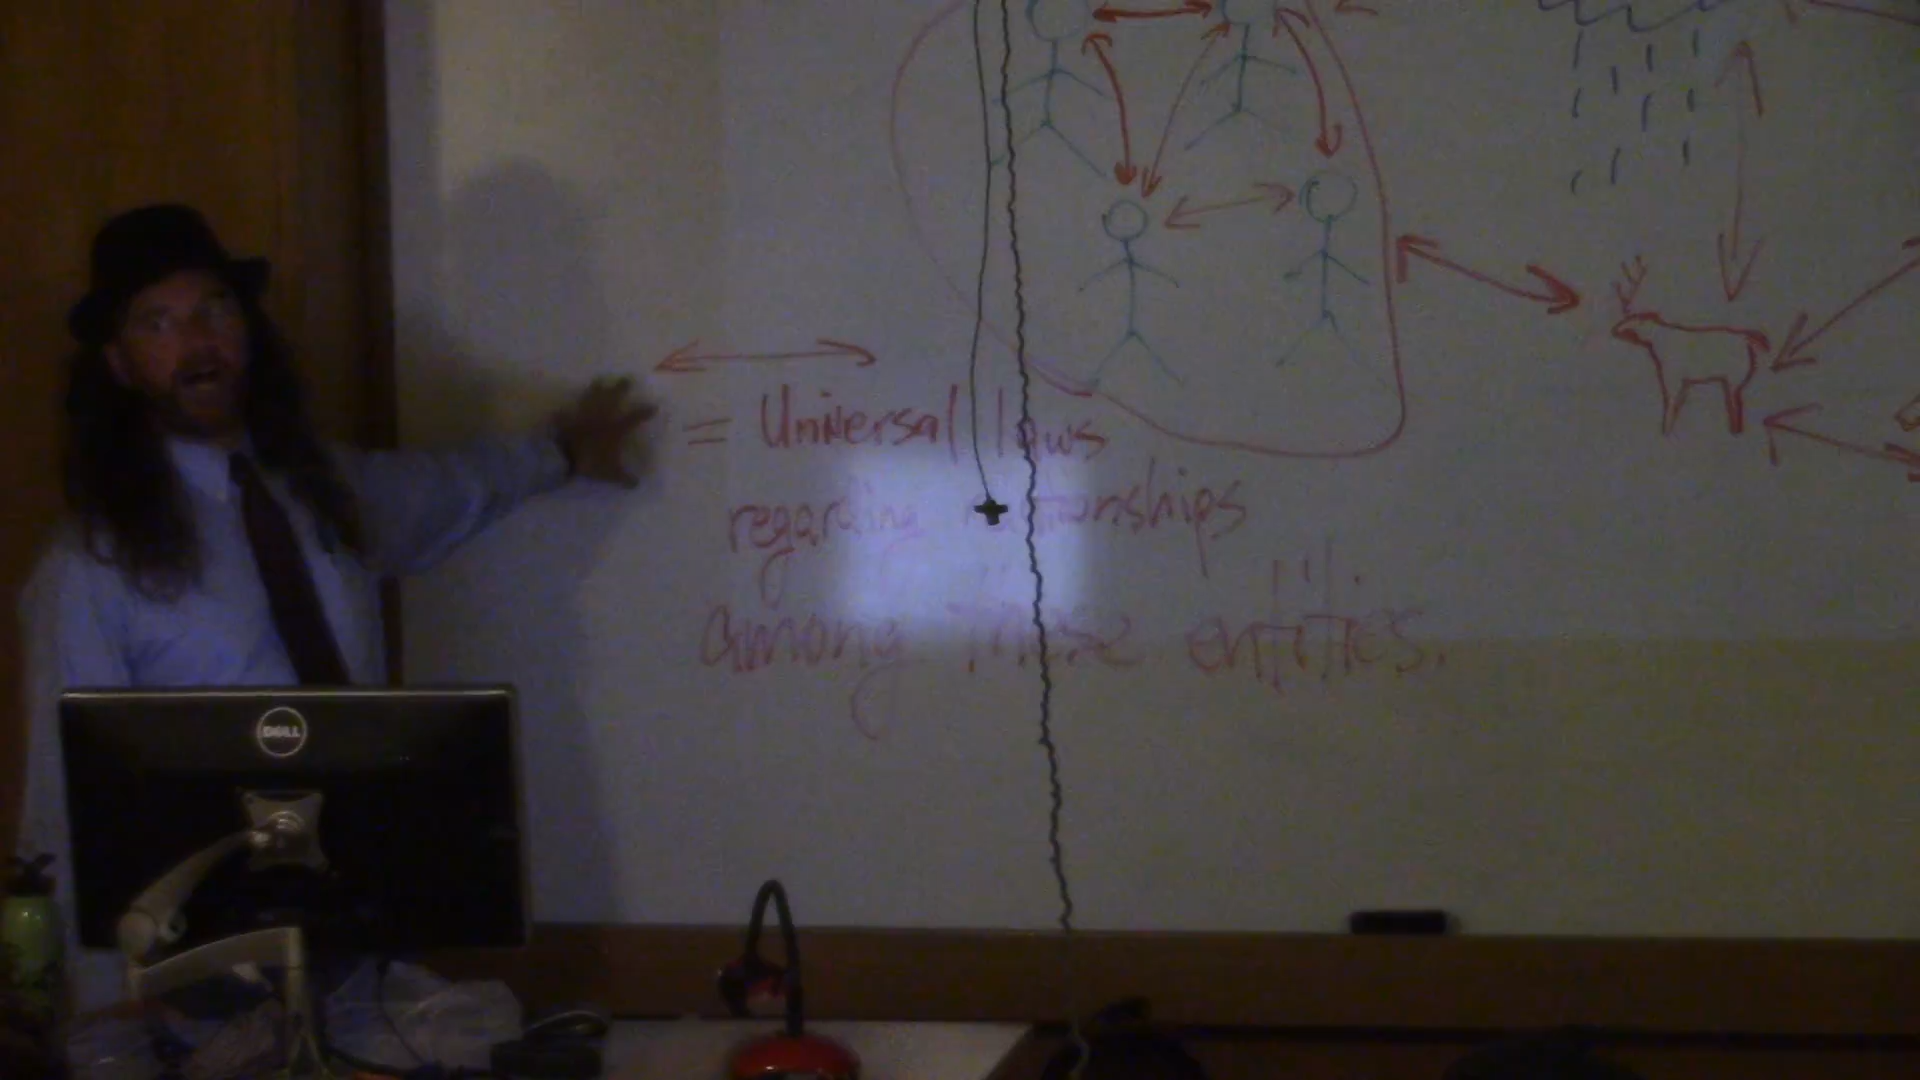 = Universal laws
regarding relationships
among these entities.
DELL